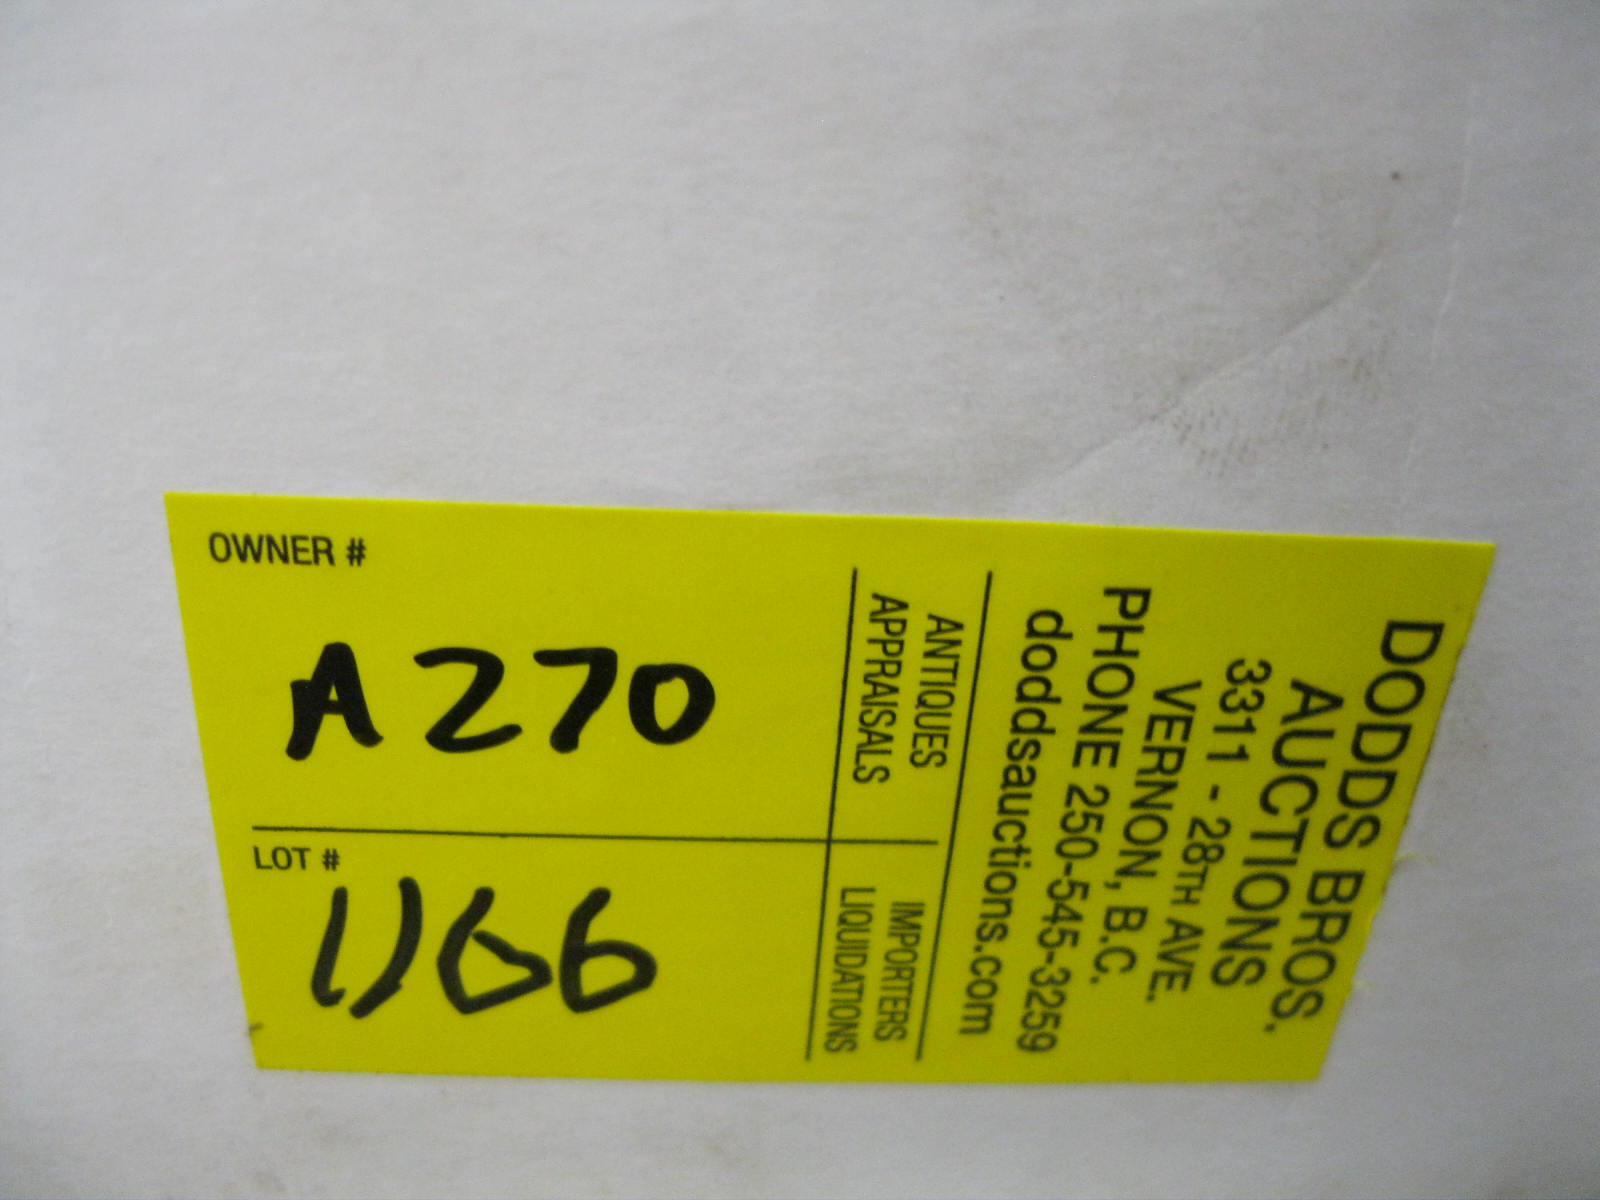 OWNER #
A270
LOT #
1166
ANTIQUES
APPRAISALS
IMPORTERS
LIQUIDATIONS
DODDS BROS.
AUCTIONS
3311 - 28TH AVE.
VERNON, B.C.
PHONE 250-545-3259
doddsauctions.com